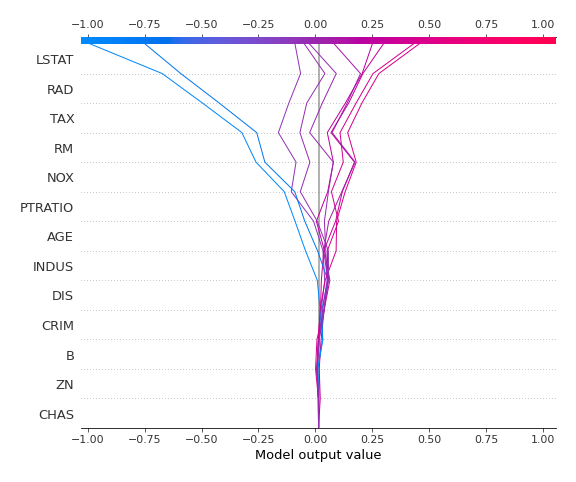 −1.00 −0.75 −0.50 −0.25 0.00 0.25 0.50 0.75 1.00
LSTAT
RAD
TAX
RM
NOX
PTRATIO
AGE
INDUS
DIS
CRIM
B
ZN
CHAS
−1.00 −0.75 −0.50 −0.25 0.00 0.25 0.50 0.75 1.00
Model output value